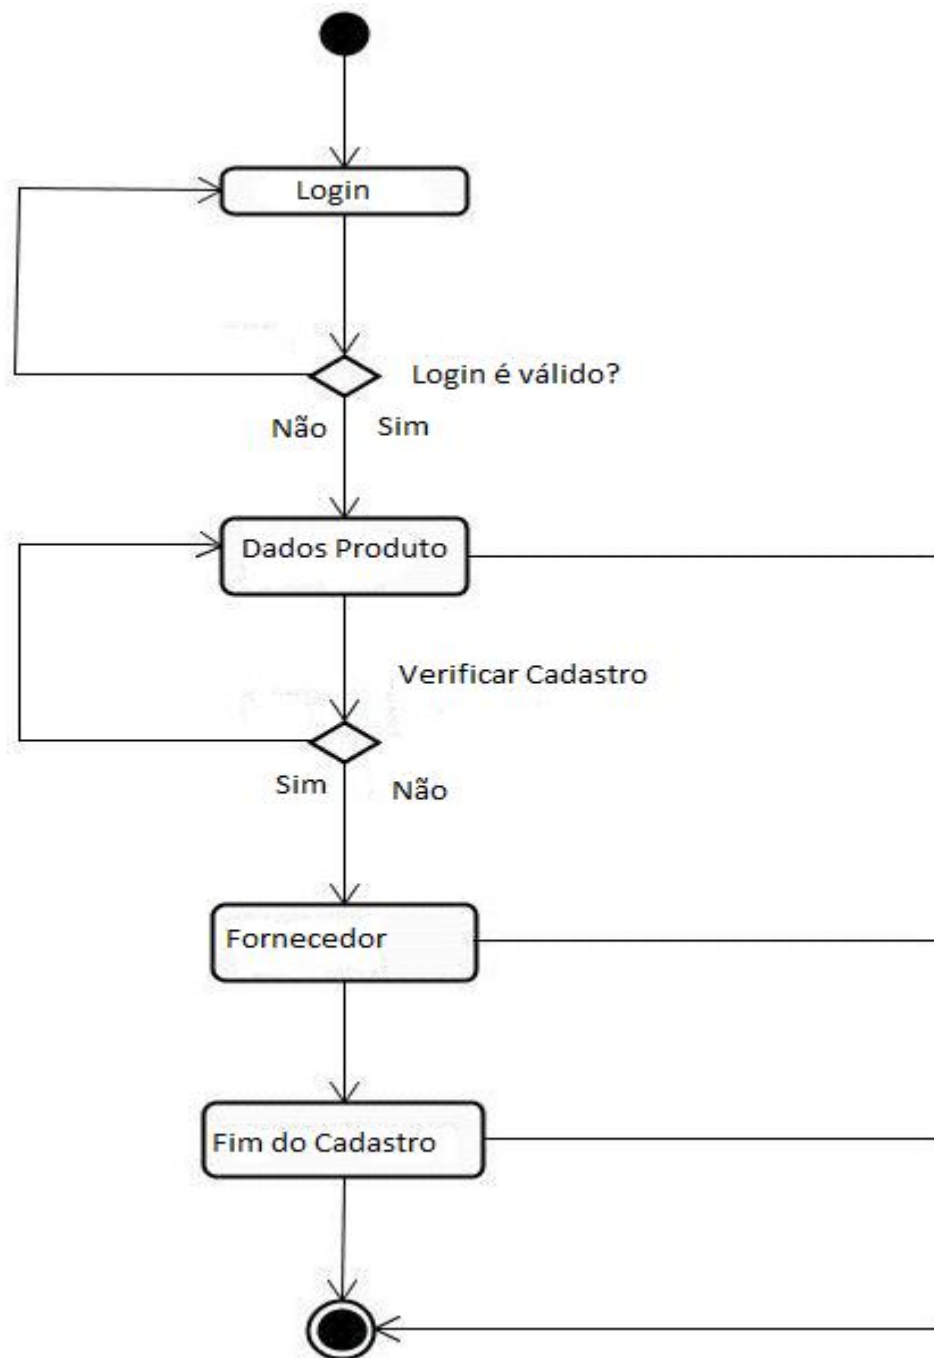 Login
Login é válido?
Não
Sim
Dados Produto
Verificar Cadastro
Sim
Não
Fornecedor
Fim do Cadastro